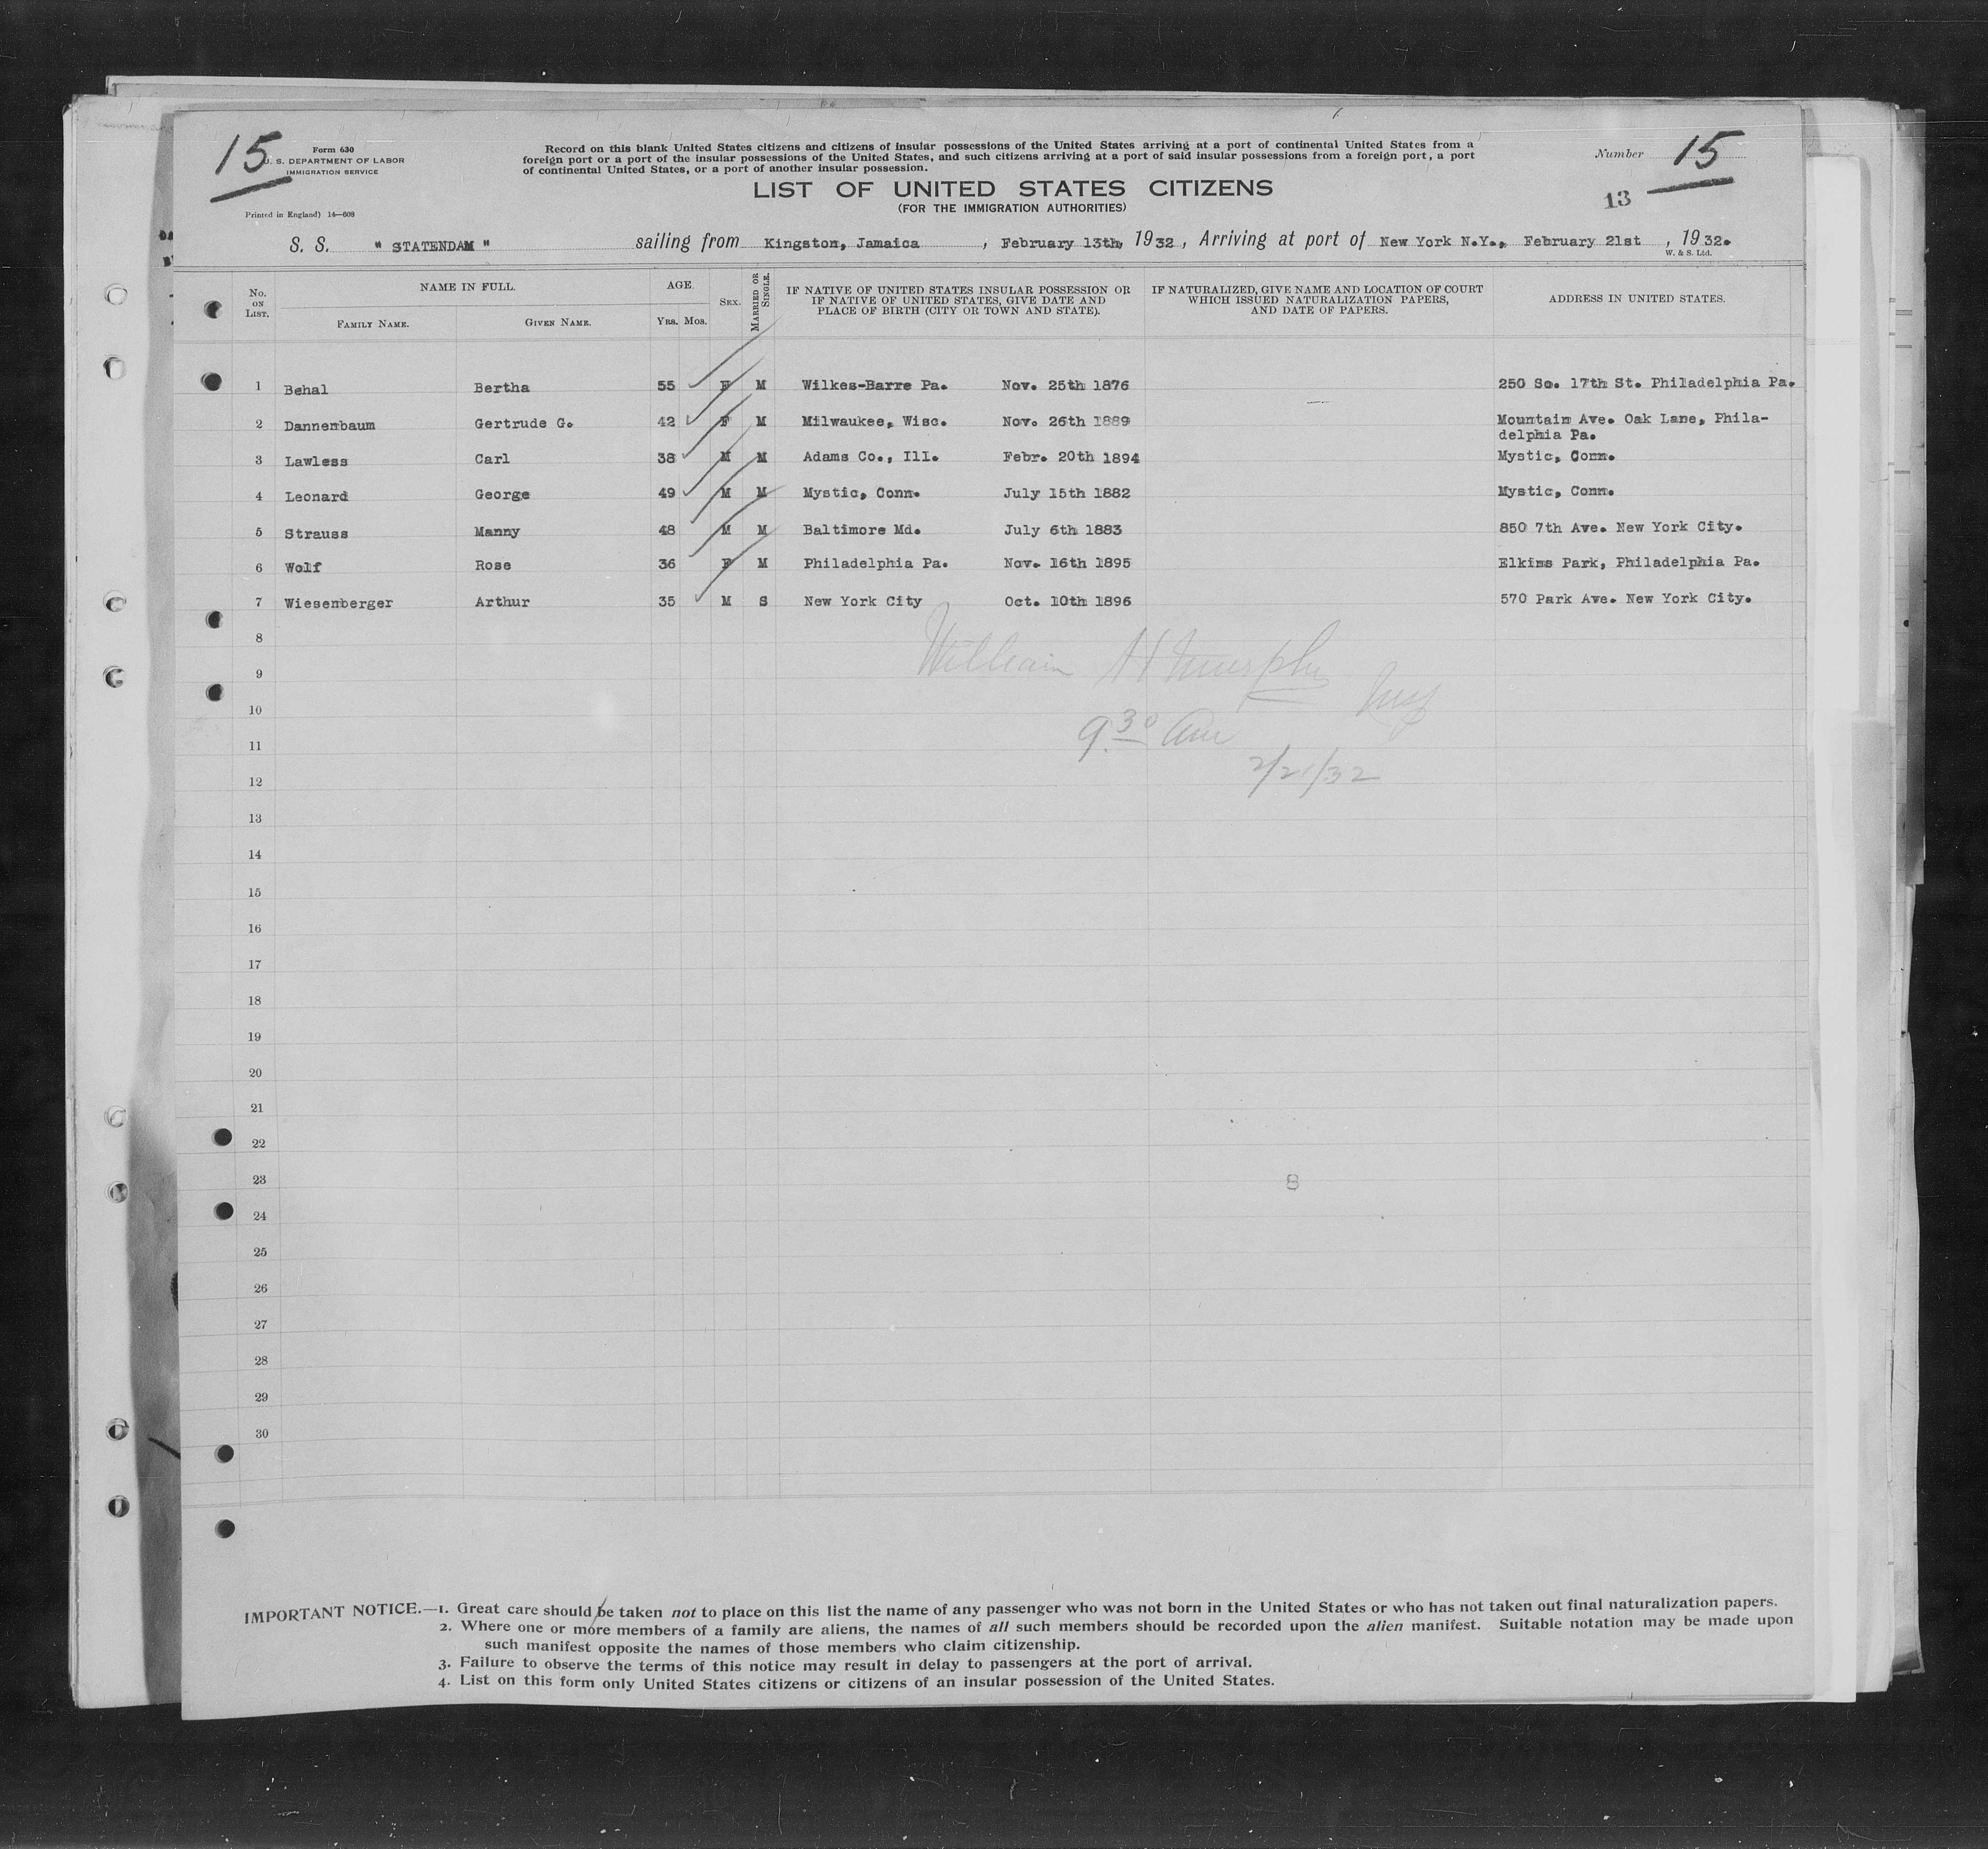 15
Form 630
U. S. DEPARTMENT OF LABOR
IMMIGRATION SERVICE
Printed in England) 14—608
Record on this blank United States citizens and citizens of insular possessions of the United States arriving at a port of continental United States from a
foreign port or a port of the insular possessions of the United States, and such citizens arriving at a port of said insular possessions from a foreign port, a port
of continental United States, or a port of another insular possession.
LIST OF UNITED STATES CITIZENS
(FOR THE IMMIGRATION AUTHORITIES)
Number 15
13
S. S. " STATENDAM " sailing from Kingston, Jamaica , February 13th, 1932, Arriving at port of New York N.Y., February 21st , 1932.
W. & S. Ltd.
No. ON LIST. NAME IN FULL. AGE. SEX. MARRIED OR SINGLE. IF NATIVE OF UNITED STATES INSULAR POSSESSION OR IF NATIVE OF UNITED STATES, GIVE DATE AND PLACE OF BIRTH (CITY OR TOWN AND STATE). IF NATURALIZED, GIVE NAME AND LOCATION OF COURT WHICH ISSUED NATURALIZATION PAPERS, AND DATE OF PAPERS. ADDRESS IN UNITED STATES.
FAMILY NAME. GIVEN NAME. Yrs. Mos.
1 Behal Bertha 55 F M Wilkes-Barre Pa. Nov. 25th 1876 250 So. 17th St. Philadelphia Pa.
2 Dannenbaum Gertrude G. 42 F M Milwaukee, Wisc. Nov. 26th 1889 Mountain Ave. Oak Lane, Phila-
delphia Pa.
3 Lawless Carl 38 M M Adams Co., Ill. Febr. 20th 1894 Mystic, Conn.
4 Leonard George 49 M M Mystic, Conn. July 15th 1882 Mystic, Conn.
5 Strauss Manny 48 M M Baltimore Md. July 6th 1883 850 7th Ave. New York City.
6 Wolf Rose 36 F M Philadelphia Pa. Nov. 16th 1895 Elkins Park, Philadelphia Pa.
7 Wiesenberger Arthur 35 M S New York City Oct. 10th 1896 570 Park Ave. New York City.
8
William H Murphy
9
10
9.30 am
11
2/21/32
12
13
14
15
16
17
18
19
20
21
22
23
8
24
25
26
27
28
29
30
IMPORTANT NOTICE.—1. Great care should be taken not to place on this list the name of any passenger who was not born in the United States or who has not taken out final naturalization papers.
2. Where one or more members of a family are aliens, the names of all such members should be recorded upon the alien manifest. Suitable notation may be made upon
such manifest opposite the names of those members who claim citizenship.
3. Failure to observe the terms of this notice may result in delay to passengers at the port of arrival.
4. List on this form only United States citizens or citizens of an insular possession of the United States.